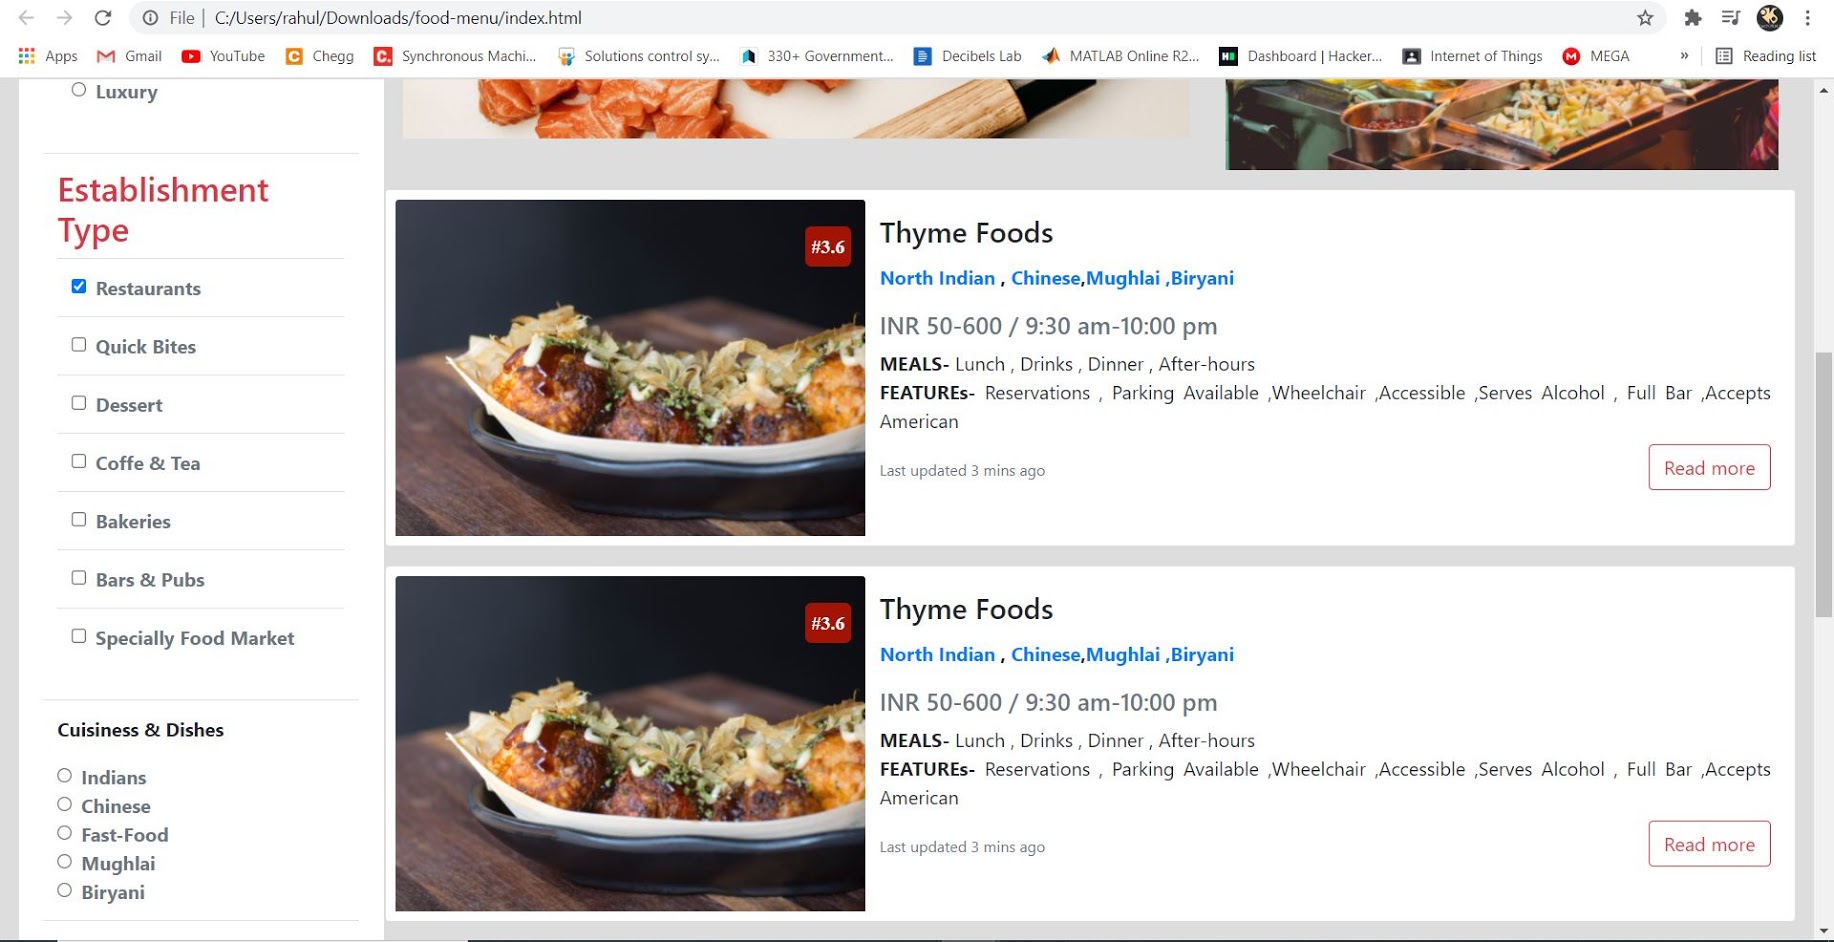 File | C:/Users/rahul/Downloads/food-menu/index.html
Apps Gmail YouTube Chegg Synchronous Machi... Solutions control sy... 330+ Government... Decibels Lab MATLAB Online R2... Dashboard | Hacker... Internet of Things MEGA » Reading list
Luxury
Establishment
Type
Restaurants
Quick Bites
Dessert
Coffe & Tea
Bakeries
Bars & Pubs
Specially Food Market
Cuisiness & Dishes
Indians
Chinese
Fast-Food
Mughlai
Biryani
#3.6
Thyme Foods
North Indian , Chinese,Mughlai ,Biryani
INR 50-600 / 9:30 am-10:00 pm
MEALS- Lunch , Drinks , Dinner , After-hours
FEATUREs- Reservations , Parking Available ,Wheelchair ,Accessible ,Serves Alcohol , Full Bar ,Accepts
American
Last updated 3 mins ago
Read more
#3.6
Thyme Foods
North Indian , Chinese,Mughlai ,Biryani
INR 50-600 / 9:30 am-10:00 pm
MEALS- Lunch , Drinks , Dinner , After-hours
FEATUREs- Reservations , Parking Available ,Wheelchair ,Accessible ,Serves Alcohol , Full Bar ,Accepts
American
Last updated 3 mins ago
Read more